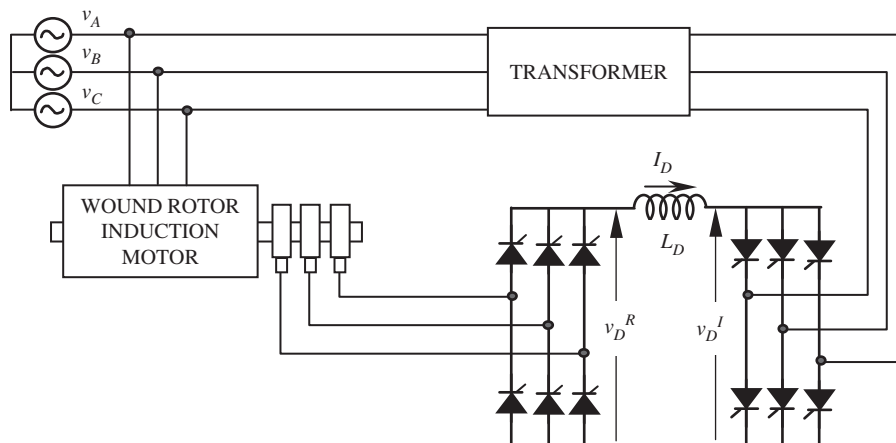 v_A
v_B
v_C
TRANSFORMER
WOUND ROTOR
INDUCTION
MOTOR
I_D
L_D
v_D^R
v_D^I